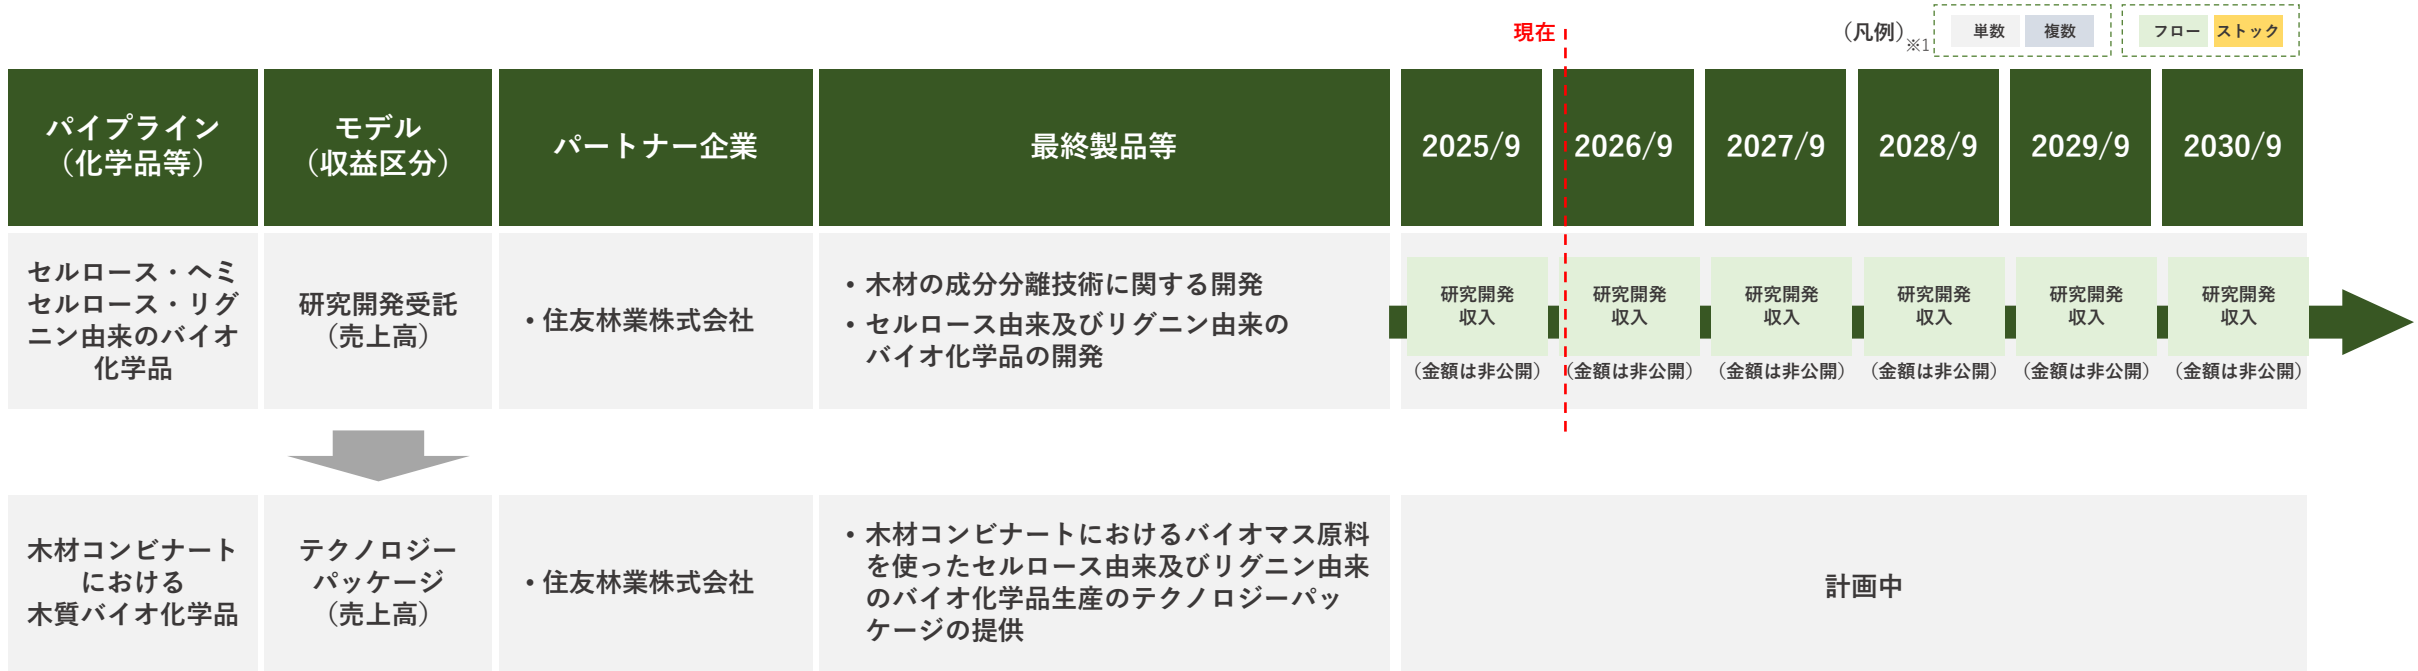 現在
（凡例）※1
単数
複数
フロー
ストック
パイプライン
（化学品等）
モデル
（収益区分）
パートナー企業
最終製品等
2025/9
2026/9
2027/9
2028/9
2029/9
2030/9
セルロース・ヘミ
セルロース・リグ
ニン由来のバイオ
化学品
研究開発受託
（売上高）
・住友林業株式会社
・木材の成分分離技術に関する開発
・セルロース由来及びリグニン由来の
バイオ化学品の開発
研究開発
収入
（金額は非公開）
研究開発
収入
（金額は非公開）
研究開発
収入
（金額は非公開）
研究開発
収入
（金額は非公開）
研究開発
収入
（金額は非公開）
研究開発
収入
（金額は非公開）
木材コンビナート
における
木質バイオ化学品
テクノロジー
パッケージ
（売上高）
・住友林業株式会社
・木材コンビナートにおけるバイオマス原料
を使ったセルロース由来及びリグニン由来
のバイオ化学品生産のテクノロジーパッ
ケージの提供
計画中